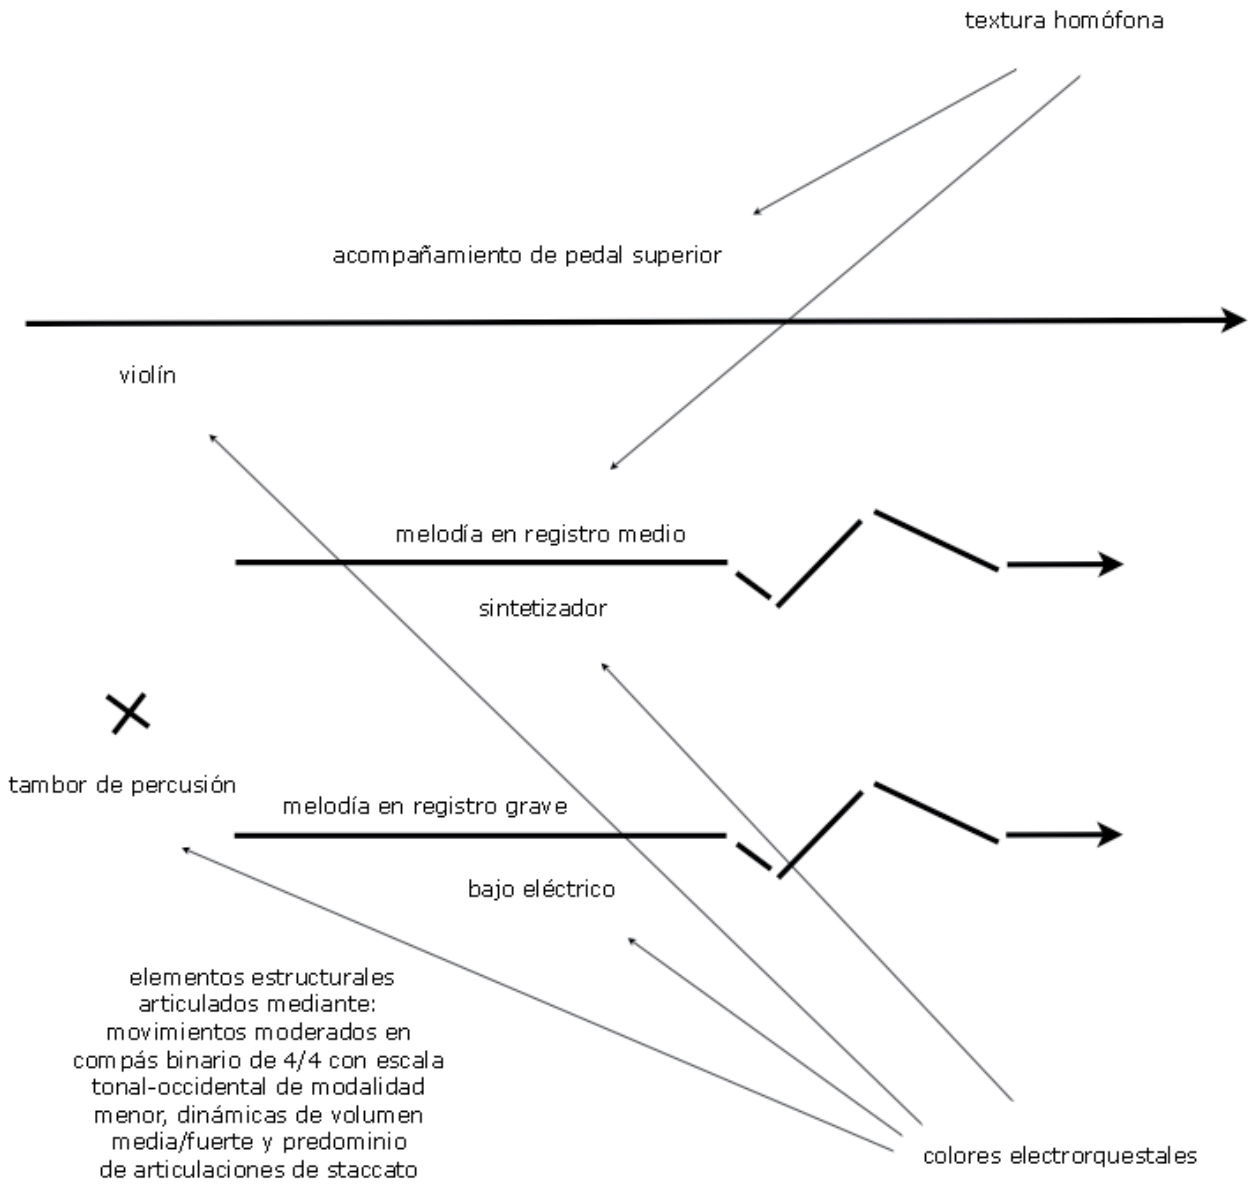 textura homófona
acompañamiento de pedal superior
violín
melodía en registro medio
sintetizador
tambor de percusión
melodía en registro grave
bajo eléctrico
elementos estructurales
articulados mediante:
movimientos moderados en
compás binario de 4/4 con escala
tonal-occidental de modalidad
menor, dinámicas de volumen
media/fuerte y predominio
de articulaciones de staccato
colores electrorquestales